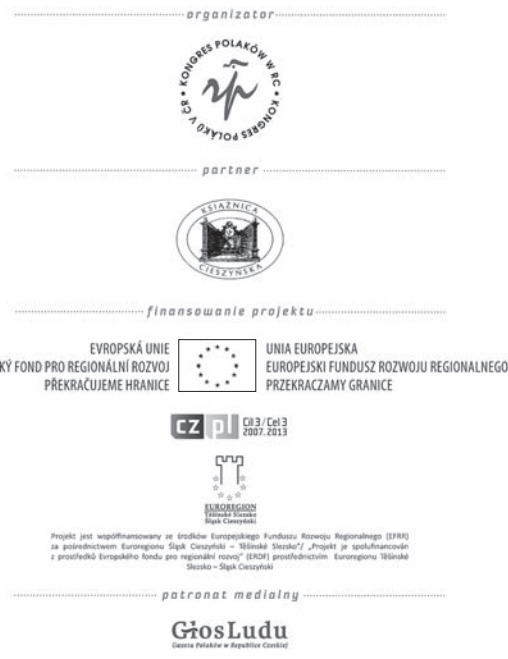 organizator
KONGRES POLAKÓW W RC • KONGRES POLÁKŮ V ČR •
partner
KSIĄŻNICA
CIESZYŃSKA
finansowanie projektu
EVROPSKÁ UNIE
KÝ FOND PRO REGIONÁLNÍ ROZVOJ
PŘEKRAČUJEME HRANICE
UNIA EUROPEJSKA
EUROPEJSKI FUNDUSZ ROZWOJU REGIONALNEGO
PRZEKRACZAMY GRANICE
cz pl Cíl 3 / Cel 3
2007.2013
EUROREGION
Těšínské Slezsko
Śląsk Cieszyński
Projekt jest współfinansowany ze środków Europejskiego Funduszu Rozwoju Regionalnego (EFRR)
za pośrednictwem Euroregionu Śląsk Cieszyński – Těšínské Slezsko"/ „Projekt je spolufinancován
z prostředků Evropského fondu pro regionální rozvoj" (ERDF) prostřednictvím Euroregionu Těšínské
Slezsko – Śląsk Cieszyński
patronat medialny
GłosLudu
Gazeta Polaków w Republice Czeskiej